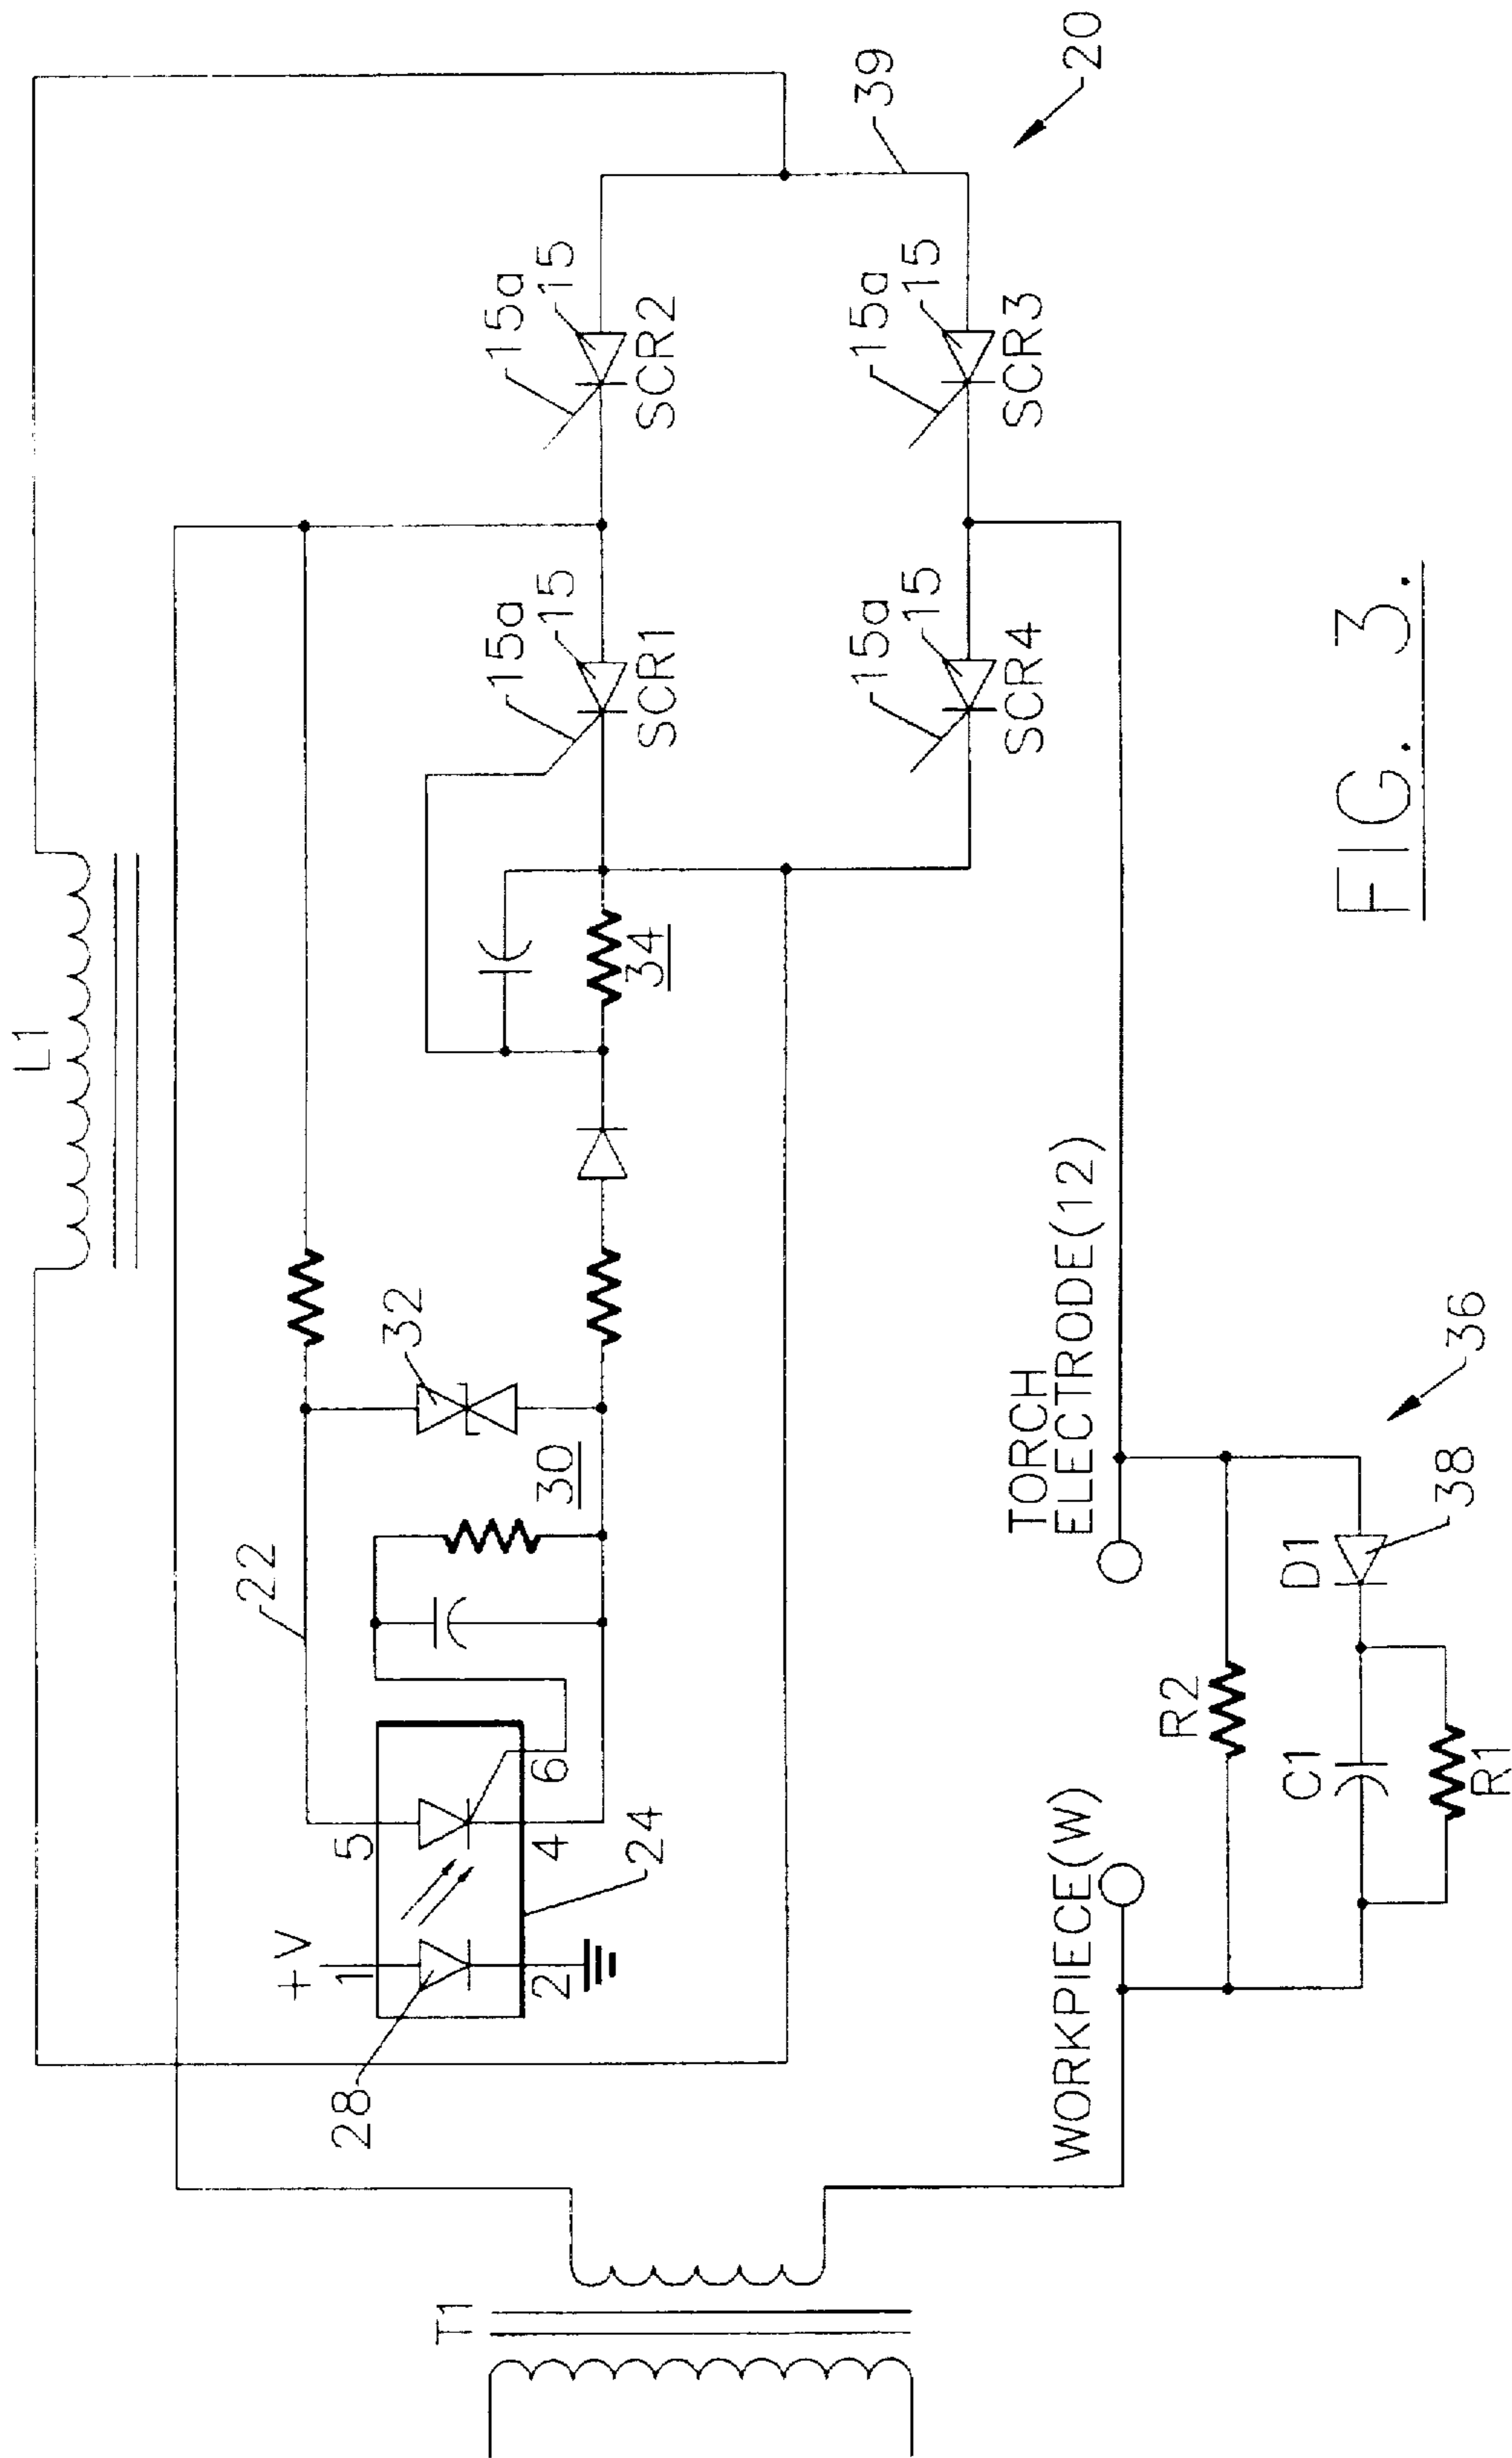 L1
T1
+V
1
5
2
4
6
28
24
22
30
32
34
15a
15
SCR1
15a
15
SCR2
15a
15
SCR4
15a
15
SCR3
39
20
WORKPIECE(W)
TORCH
ELECTRODE(12)
R2
C1
D1
R1
38
36
FIG. 3.